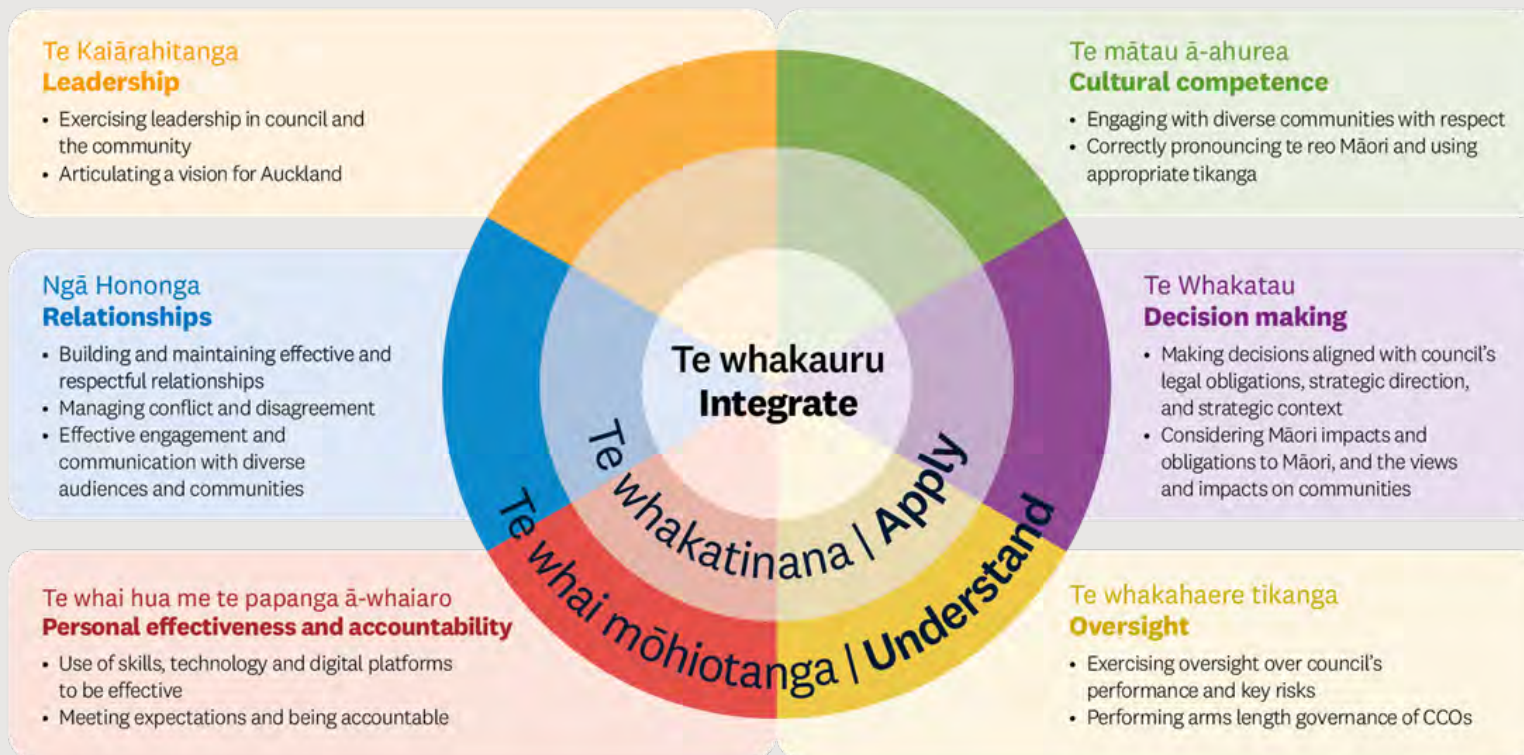 Te Kaiārahitanga
Leadership
• Exercising leadership in council and
the community
• Articulating a vision for Auckland
Te mātau ā-ahurea
Cultural competence
• Engaging with diverse communities with respect
• Correctly pronouncing te reo Māori and using
appropriate tikanga
Ngā Hononga
Relationships
• Building and maintaining effective and
respectful relationships
• Managing conflict and disagreement
• Effective engagement and
communication with diverse
audiences and communities
Te Whakatau
Decision making
• Making decisions aligned with council's
legal obligations, strategic direction,
and strategic context
• Considering Māori impacts and
obligations to Māori, and the views
and impacts on communities
Te whai hua me te papanga ā-whaiaro
Personal effectiveness and accountability
• Use of skills, technology and digital platforms
to be effective
• Meeting expectations and being accountable
Te whakahaere tikanga
Oversight
• Exercising oversight over council's
performance and key risks
• Performing arms length governance of CCOs
Te whakauru
Integrate
Te whakatinana | Apply
Te whai mōhiotanga | Understand